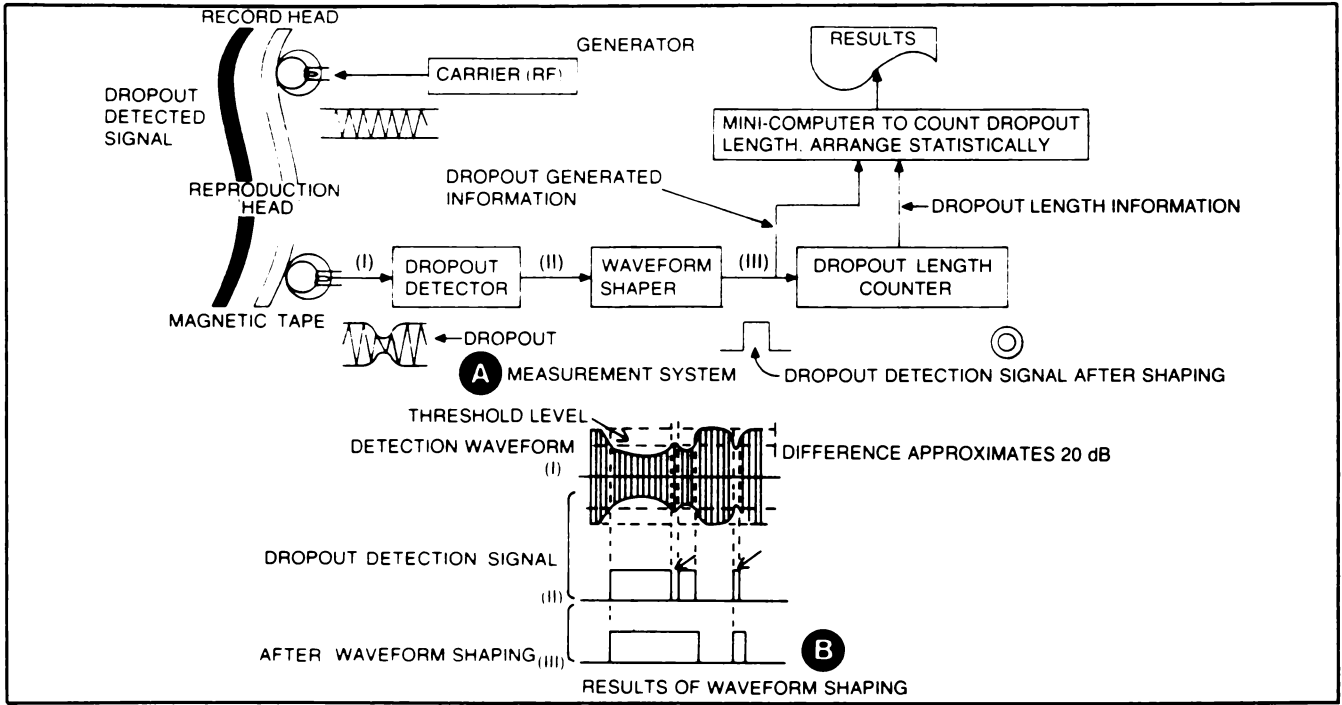 RECORD HEAD
GENERATOR
CARRIER (RF)
DROPOUT
DETECTED
SIGNAL
RESULTS
MINI-COMPUTER TO COUNT DROPOUT
LENGTH. ARRANGE STATISTICALLY
DROPOUT GENERATED
INFORMATION
REPRODUCTION
HEAD
DROPOUT LENGTH INFORMATION
(I)
DROPOUT
DETECTOR
(II)
WAVEFORM
SHAPER
(III)
DROPOUT LENGTH
COUNTER
MAGNETIC TAPE
DROPOUT
A MEASUREMENT SYSTEM
DROPOUT DETECTION SIGNAL AFTER SHAPING
THRESHOLD LEVEL
DETECTION WAVEFORM
(I)
DIFFERENCE APPROXIMATES 20 dB
DROPOUT DETECTION SIGNAL
(II)
AFTER WAVEFORM SHAPING (III)
B
RESULTS OF WAVEFORM SHAPING